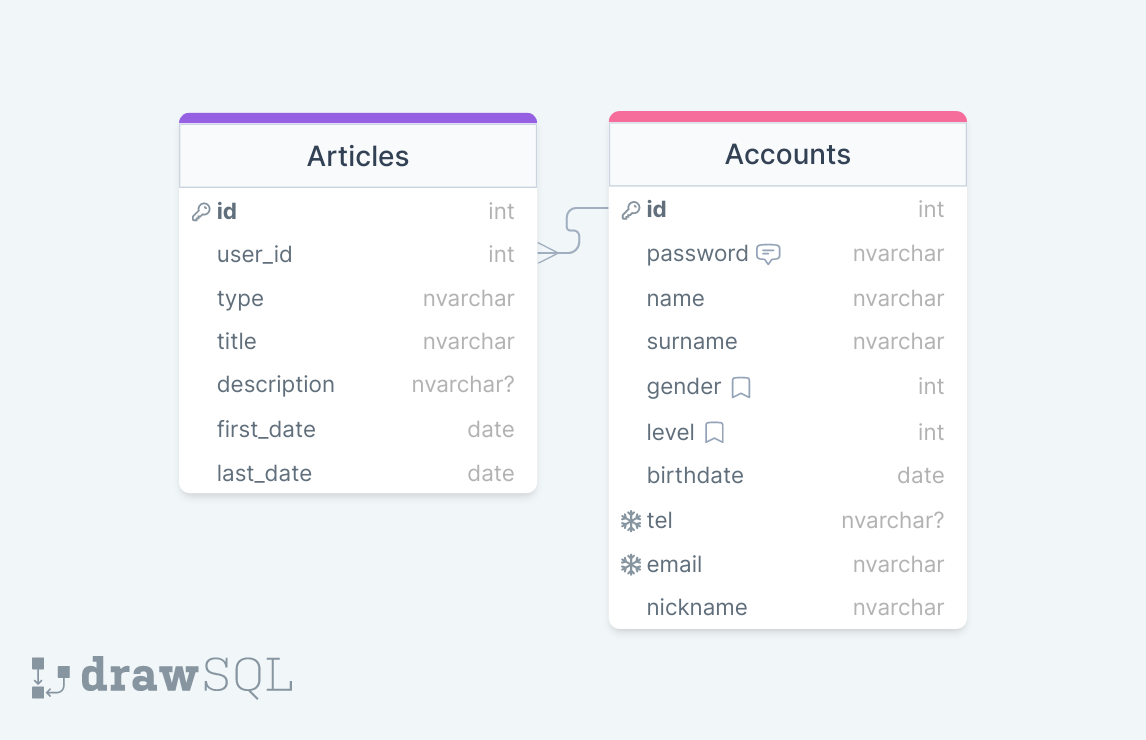 Articles
id int
user_id int
type nvarchar
title nvarchar
description nvarchar?
first_date date
last_date date
Accounts
id int
password nvarchar
name nvarchar
surname nvarchar
gender int
level int
birthdate date
tel nvarchar?
email nvarchar
nickname nvarchar
drawSQL